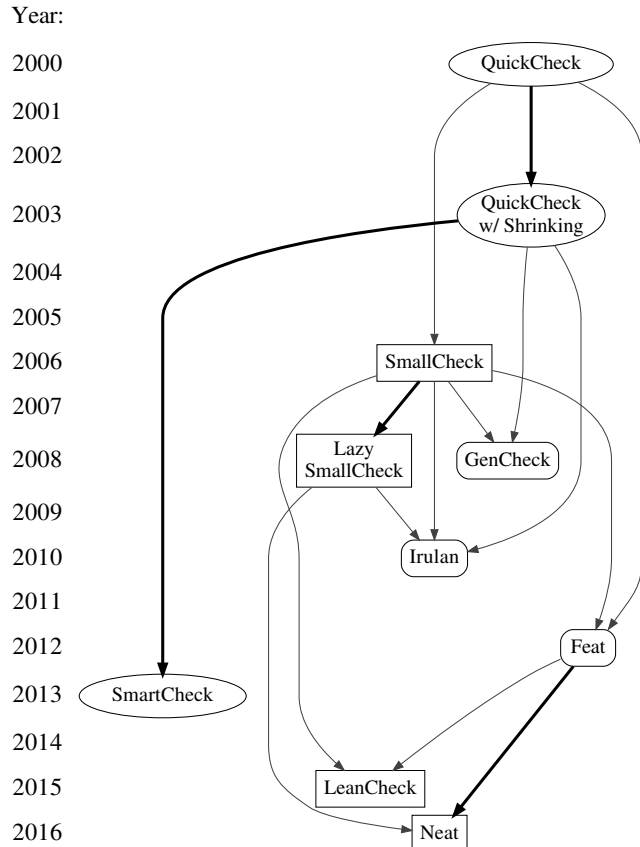 Year:
2000
QuickCheck
2001
2002
2003
QuickCheck
w/ Shrinking
2004
2005
2006
SmallCheck
2007
2008
Lazy
SmallCheck
GenCheck
2009
2010
Irulan
2011
2012
Feat
2013
SmartCheck
2014
2015
LeanCheck
2016
Neat